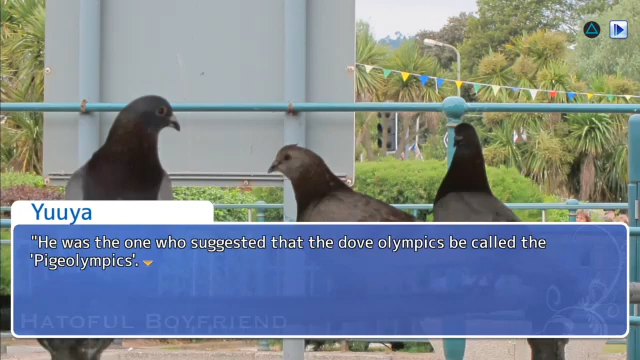 Yuuya
"He was the one who suggested that the dove olympics be called the
'Pigeolympics'.
HATOFUL BOYFRIEND